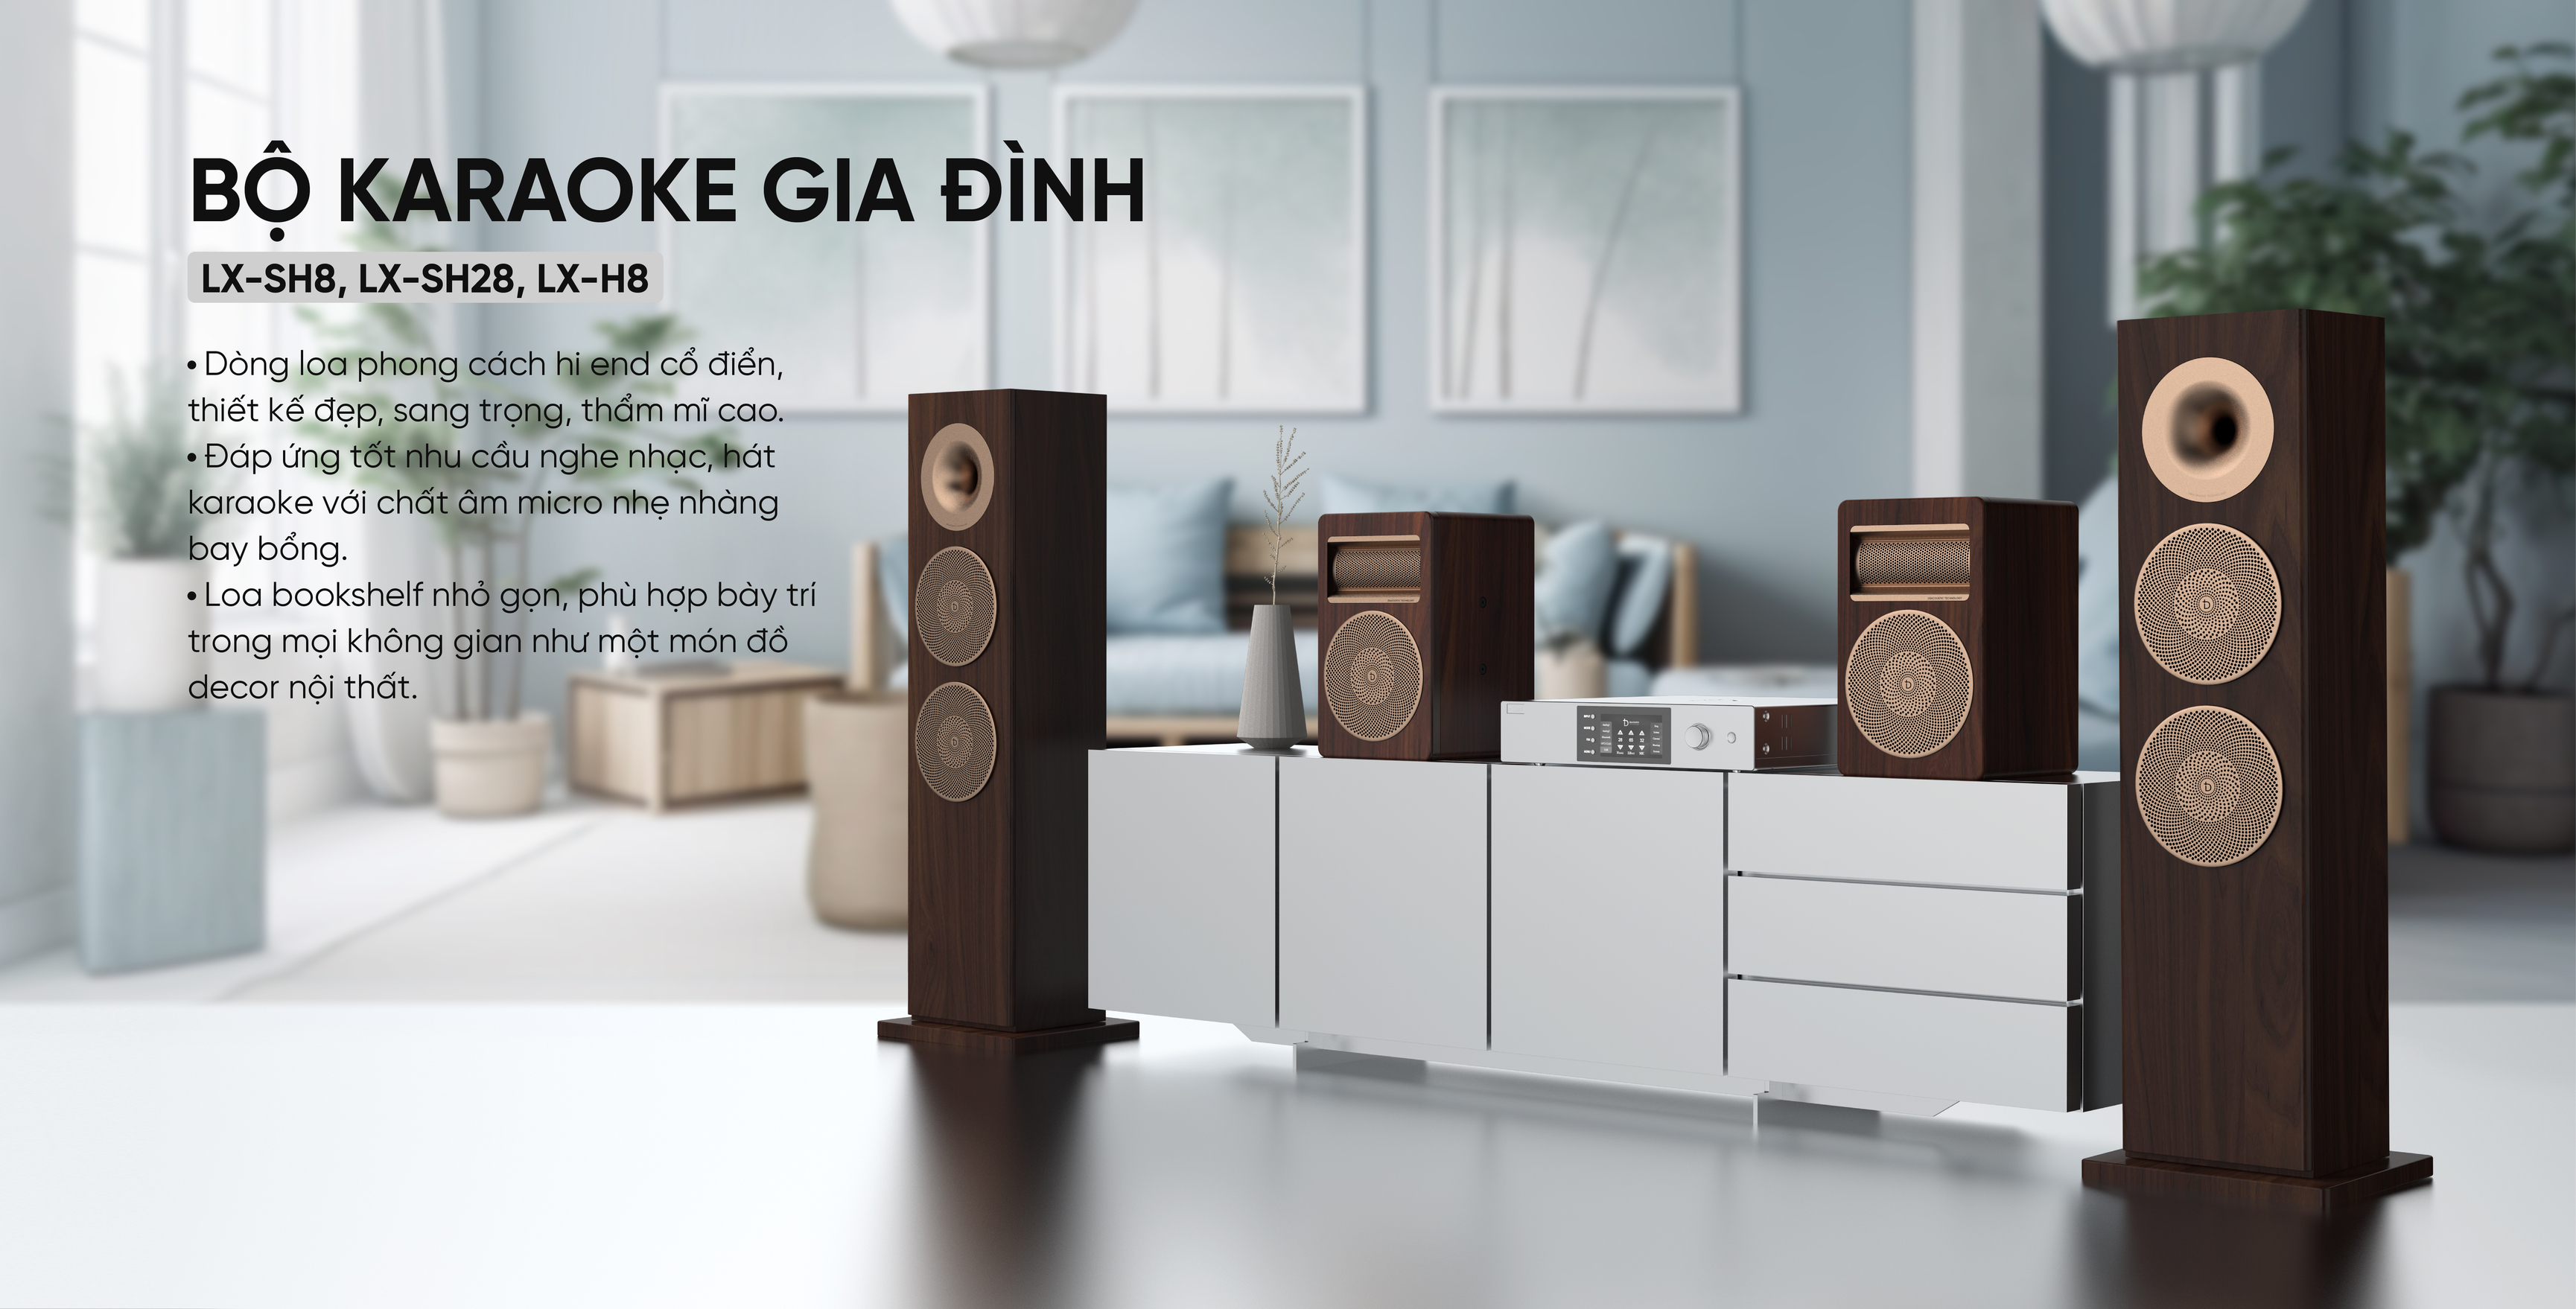 BỘ KARAOKE GIA ĐÌNH
LX-SH8, LX-SH28, LX-H8
• Dòng loa phong cách hi end cổ điển,
thiết kế đẹp, sang trọng, thẩm mĩ cao.
• Đáp ứng tốt nhu cầu nghe nhạc, hát
karaoke với chất âm micro nhẹ nhàng
bay bổng.
• Loa bookshelf nhỏ gọn, phù hợp bày trí
trong mọi không gian như một món đồ
decor nội thất.